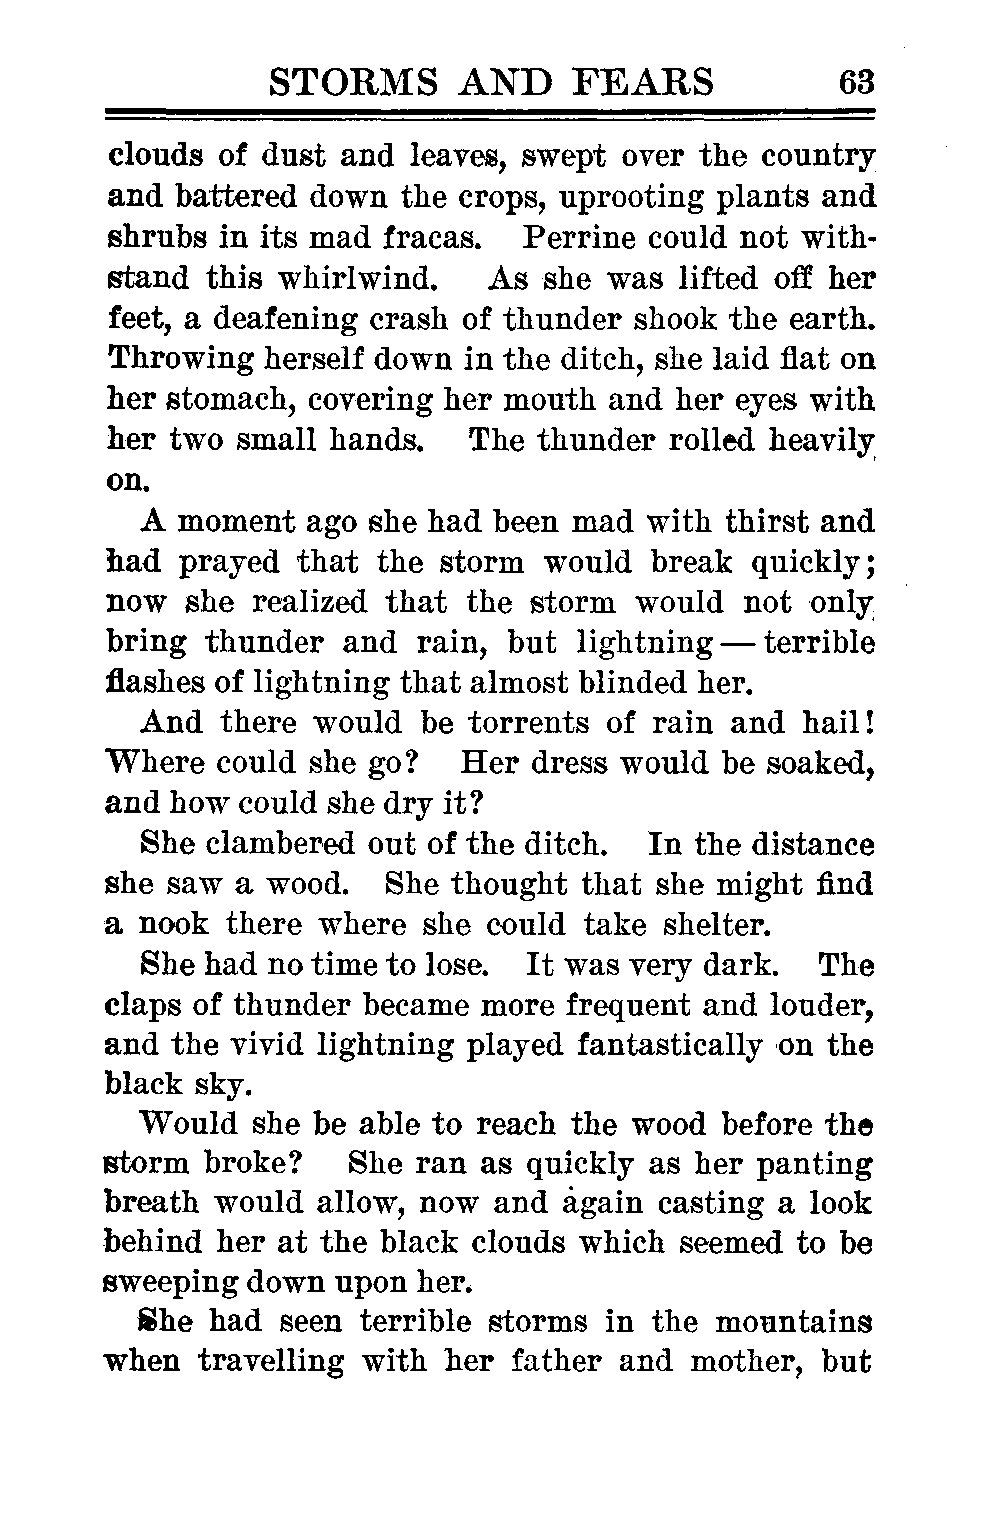 STORMS AND FEARS 63
clouds of dust and leaves, swept over the country
and battered down the crops, uprooting plants and
shrubs in its mad fracas. Perrine could not with-
stand this whirlwind. As she was lifted off her
feet, a deafening crash of thunder shook the earth.
Throwing herself down in the ditch, she laid flat on
her stomach, covering her mouth and her eyes with
her two small hands. The thunder rolled heavily
on.
A moment ago she had been mad with thirst and
had prayed that the storm would break quickly;
now she realized that the storm would not only
bring thunder and rain, but lightning — terrible
flashes of lightning that almost blinded her.
And there would be torrents of rain and hail!
Where could she go? Her dress would be soaked,
and how could she dry it?
She clambered out of the ditch. In the distance
she saw a wood. She thought that she might find
a nook there where she could take shelter.
She had no time to lose. It was very dark. The
claps of thunder became more frequent and louder,
and the vivid lightning played fantastically on the
black sky.
Would she be able to reach the wood before the
storm broke? She ran as quickly as her panting
breath would allow, now and again casting a look
behind her at the black clouds which seemed to be
sweeping down upon her.
She had seen terrible storms in the mountains
when travelling with her father and mother, but